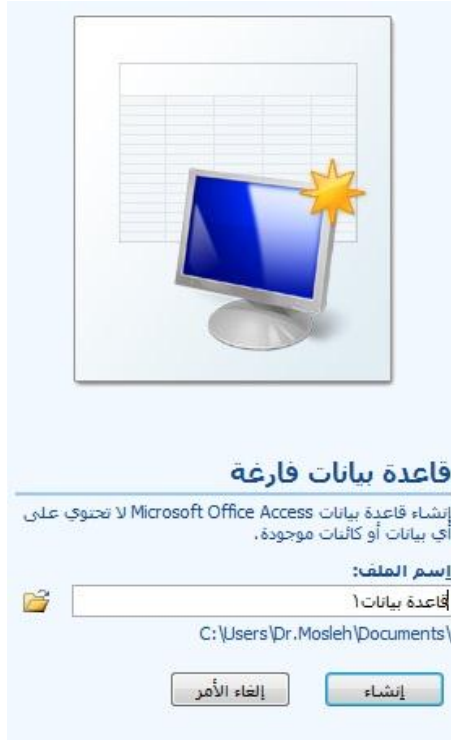 قاعدة بيانات فارغة
إنشاء قاعدة بيانات Microsoft Office Access لا تحتوي على
أي بيانات أو كائنات موجودة.
اسم الملف:
قاعدة بيانات١
C:\Users\Dr.Mosleh\Documents\
إنشاء
إلغاء الأمر